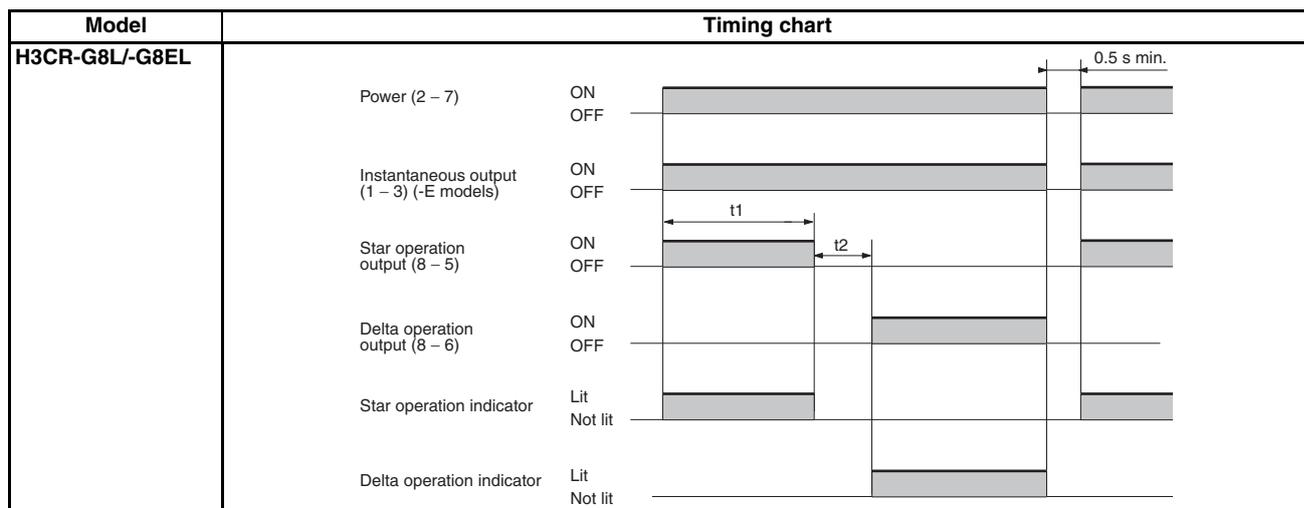 Model
Timing chart
H3CR-G8L/-G8EL
0.5 s min.
Power (2 – 7)
ON
OFF
Instantaneous output
(1 – 3) (-E models)
ON
OFF
t1
Star operation
output (8 – 5)
ON
OFF
t2
Delta operation
output (8 – 6)
ON
OFF
Star operation indicator
Lit
Not lit
Delta operation indicator
Lit
Not lit